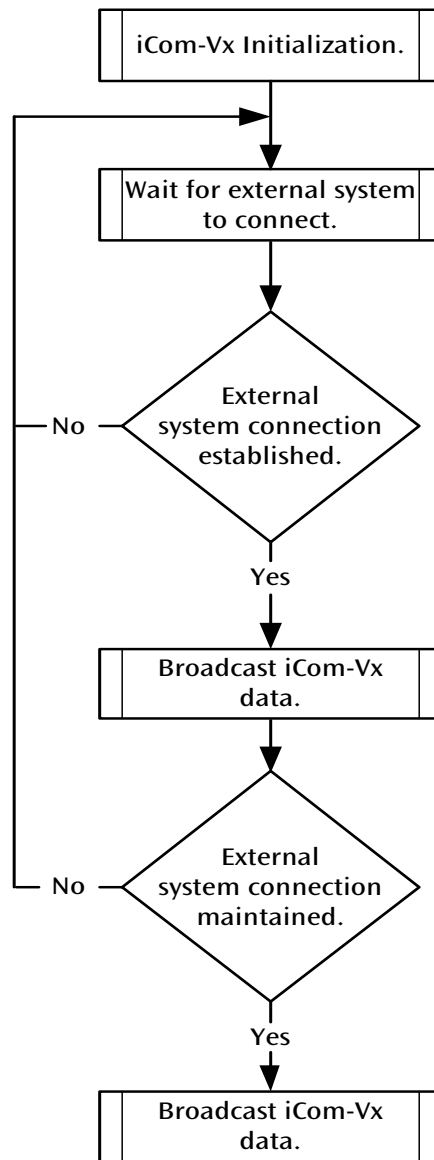 iCom-Vx Initialization.
Wait for external system
to connect.
External
system connection
established.
No
Yes
Broadcast iCom-Vx
data.
External
system connection
maintained.
No
Yes
Broadcast iCom-Vx
data.